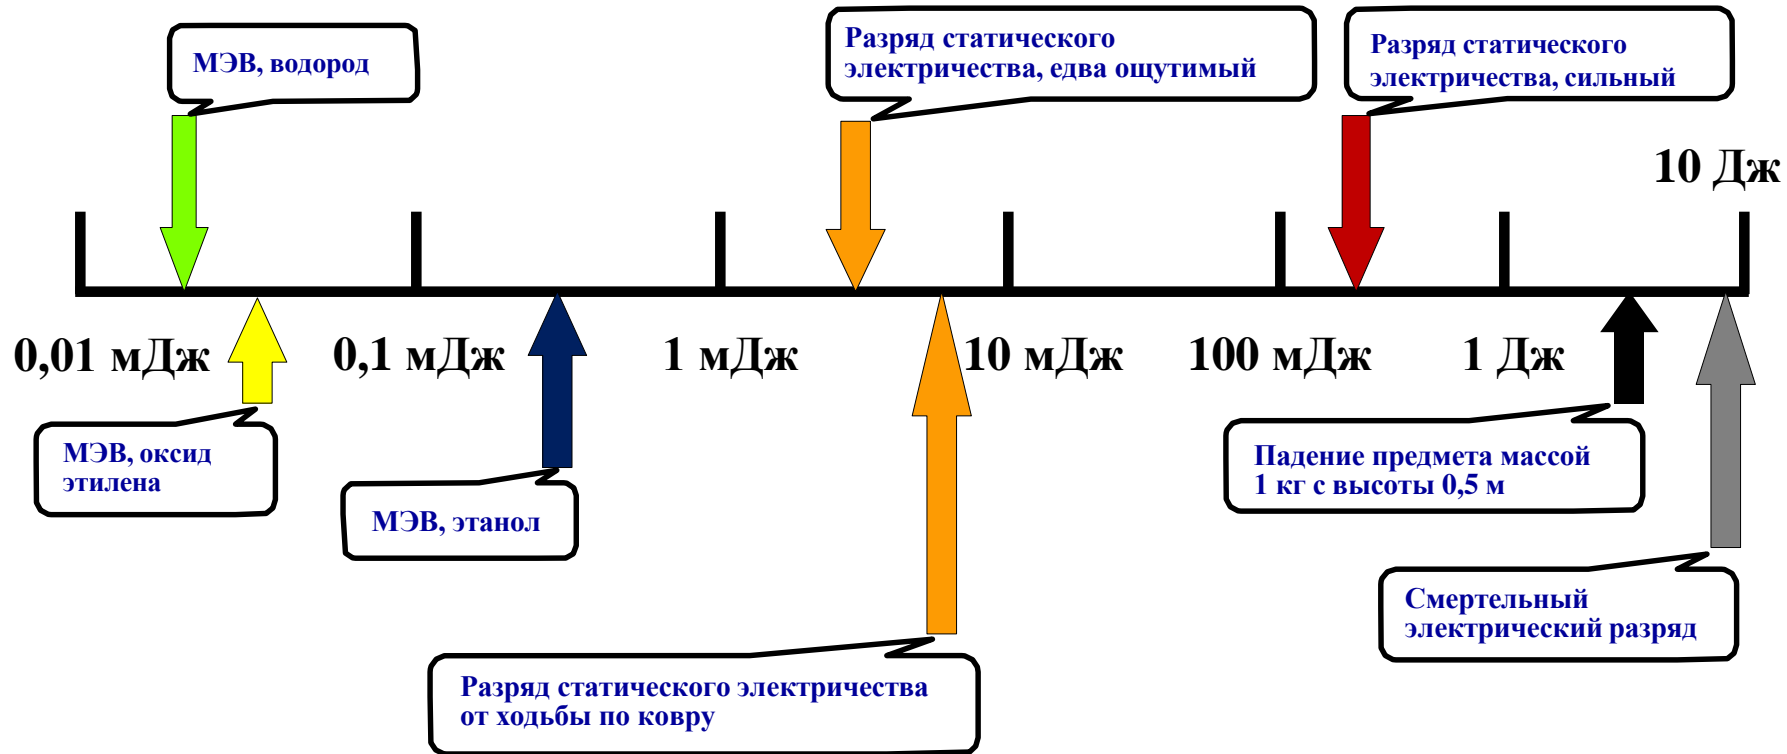 МЭВ, водород
Разряд статического
электричества, едва ощутимый
Разряд статического
электричества, сильный
10 Дж
0,01 мДж
0,1 мДж
1 мДж
10 мДж
100 мДж
1 Дж
МЭВ, оксид
этилена
МЭВ, этанол
Падение предмета массой
1 кг с высоты 0,5 м
Смертельный
электрический разряд
Разряд статического электричества
от ходьбы по ковру